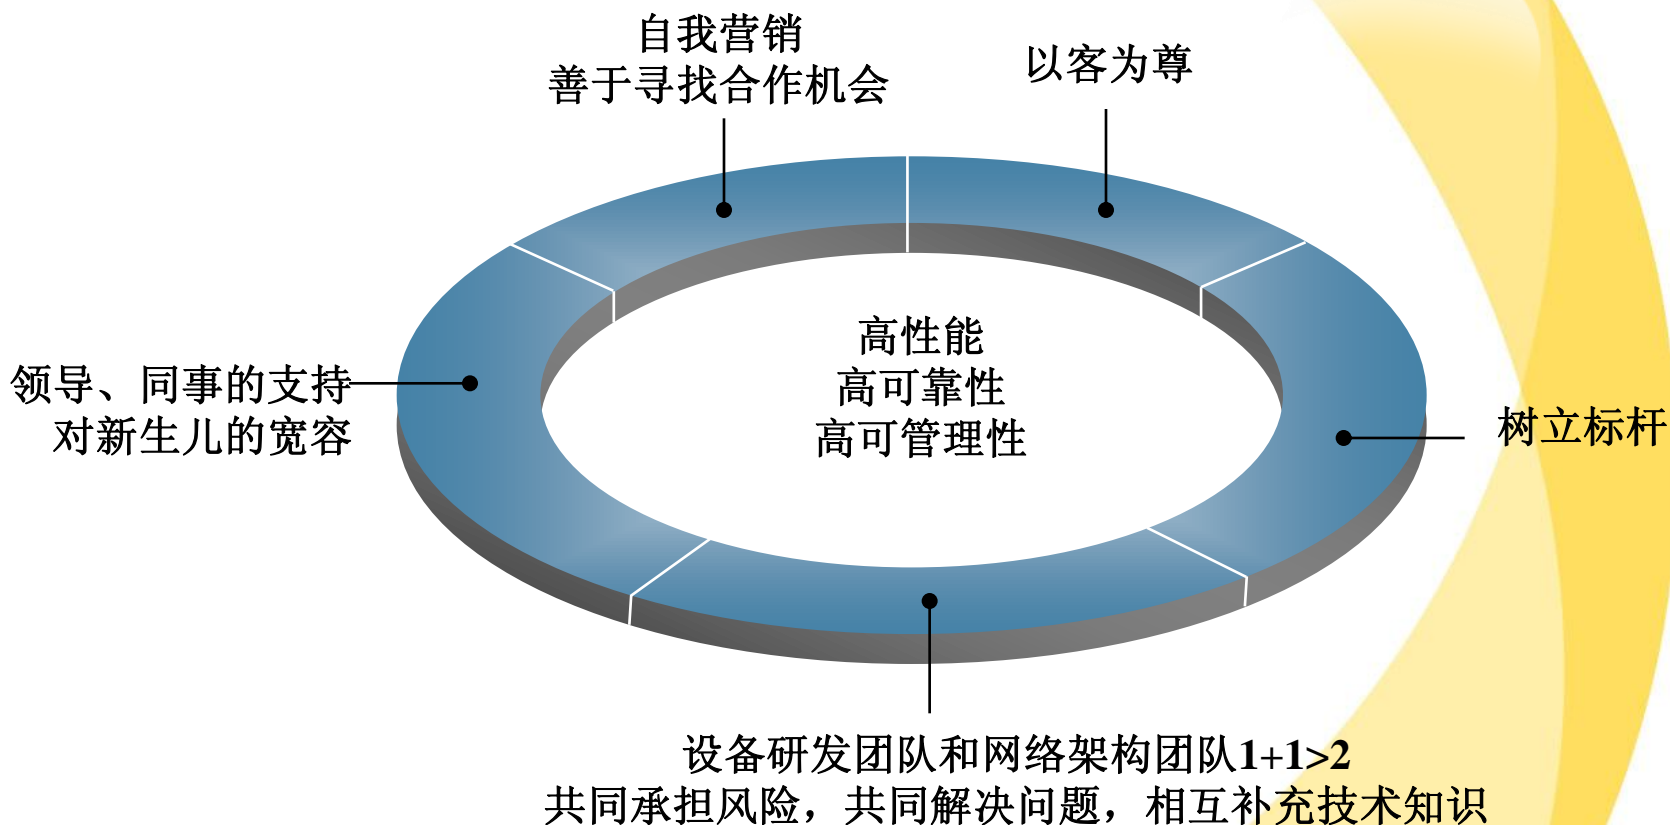 自我营销
善于寻找合作机会
以客为尊
高性能
高可靠性
高可管理性
领导、同事的支持
对新生儿的宽容
树立标杆
设备研发团队和网络架构团队1+1>2
共同承担风险，共同解决问题，相互补充技术知识